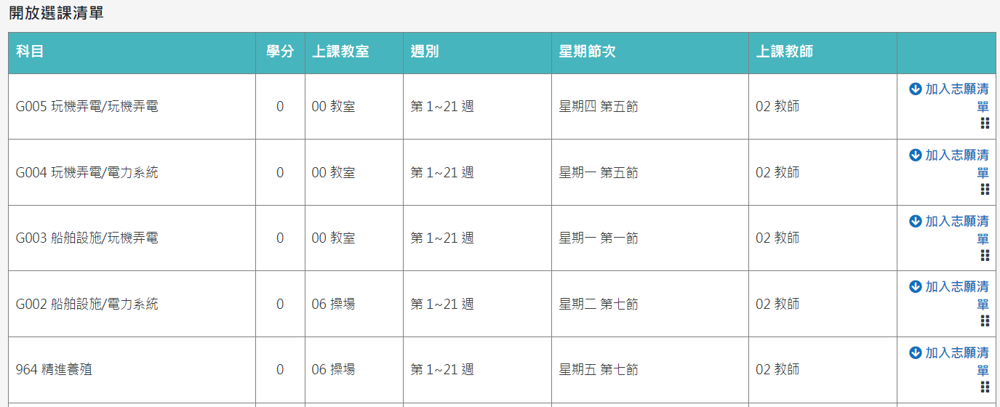 開放選課清單
科目 學分 上課教室 週別 星期節次 上課教師
G005 玩機弄電/玩機弄電 0 00 教室 第 1~21 週 星期四 第五節 02 教師 加入志願清
單
G004 玩機弄電/電力系統 0 00 教室 第 1~21 週 星期一 第五節 02 教師 加入志願清
單
G003 船舶設施/玩機弄電 0 00 教室 第 1~21 週 星期一 第一節 02 教師 加入志願清
單
G002 船舶設施/電力系統 0 06 操場 第 1~21 週 星期二 第七節 02 教師 加入志願清
單
964 精進養殖 0 06 操場 第 1~21 週 星期五 第七節 02 教師 加入志願清
單